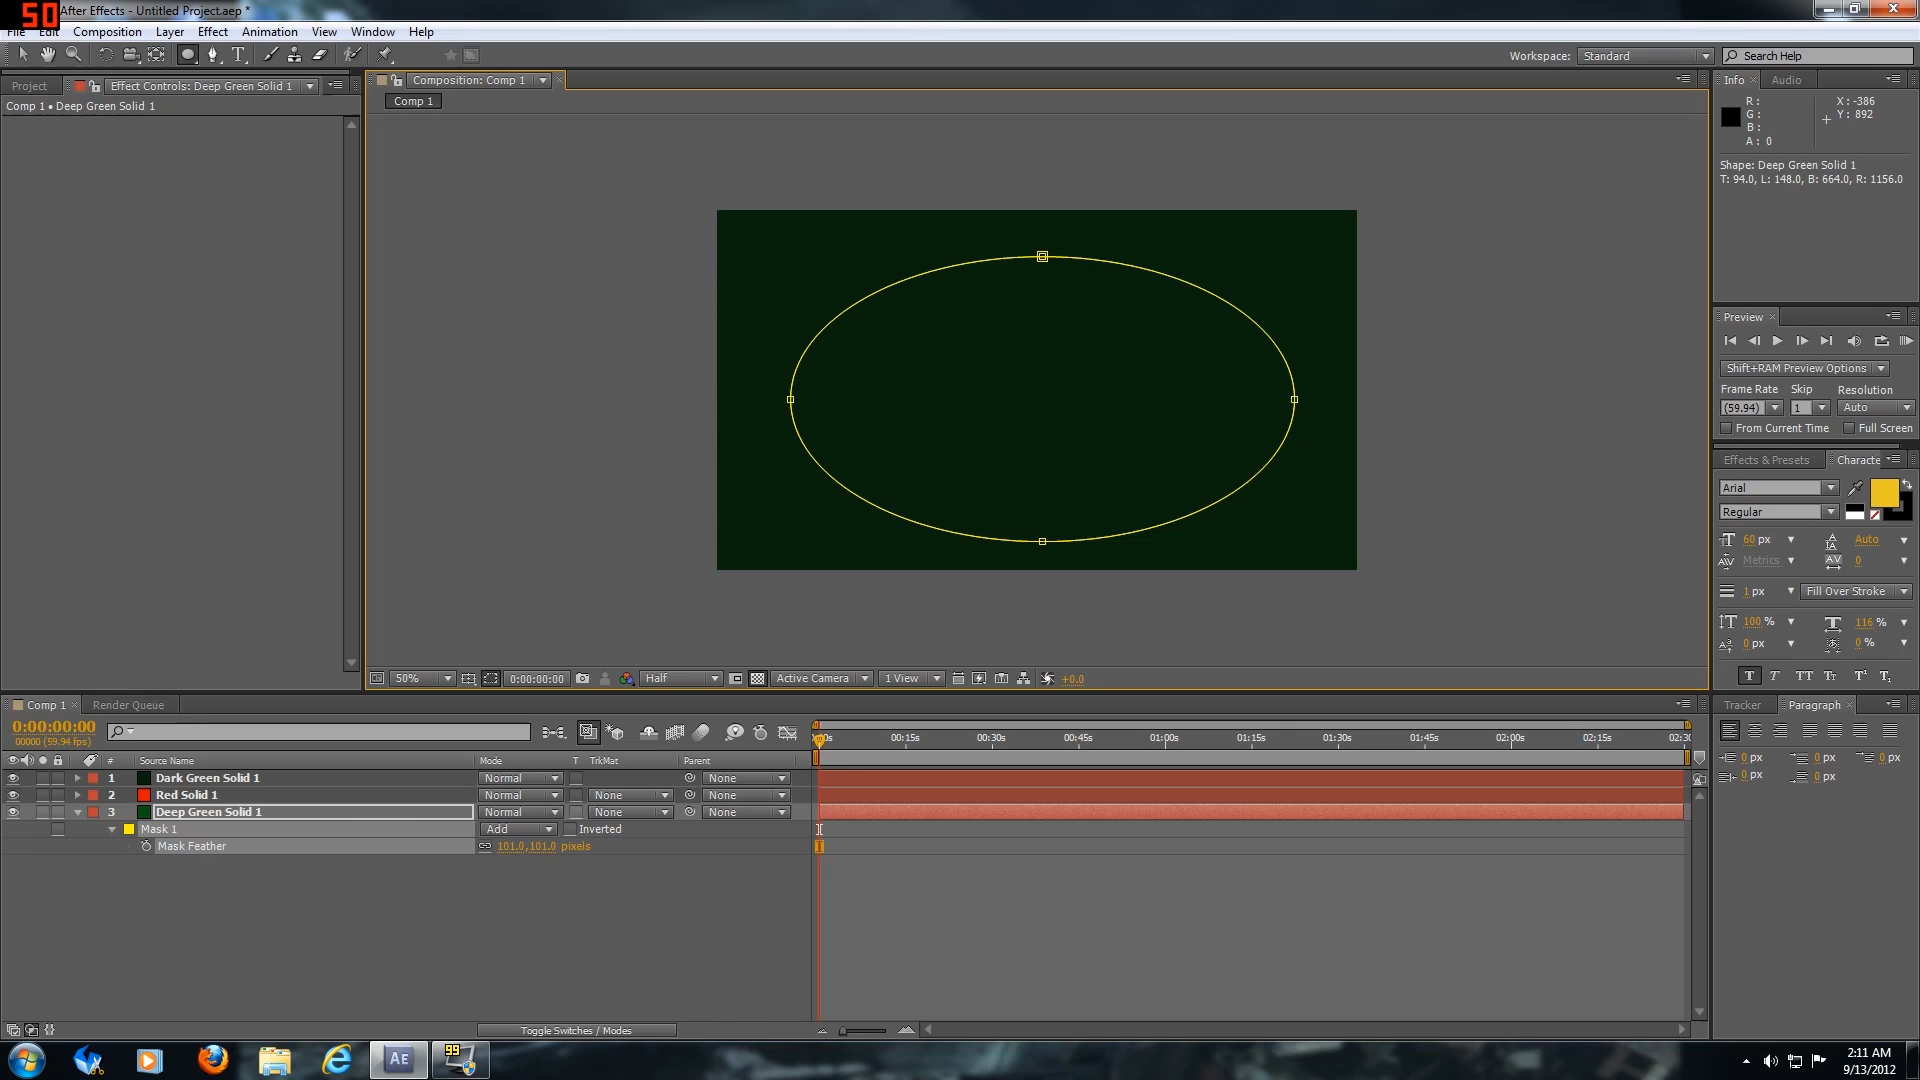 50
After Effects - Untitled Project.aep *
File Edit Composition Layer Effect Animation View Window Help
Workspace: Standard Search Help
Project Effect Controls: Deep Green Solid 1
Comp 1 • Deep Green Solid 1
Composition: Comp 1
Comp 1
Info Audio
R :
G :
B :
A : 0
X : -386
Y : 892
Shape: Deep Green Solid 1
T: 94.0, L: 148.0, B: 664.0, R: 1156.0
Preview
Shift+RAM Preview Options
Frame Rate Skip Resolution
(59.94) 1 Auto
From Current Time Full Screen
Effects & Presets Characte
Arial
Regular
60 px Auto
Metrics 0
1 px Fill Over Stroke
100 % 116 %
0 px 0 %
T T TT Tt T¹ T₁
50% 0:00:00:00 Half Active Camera 1 View +0.0
Comp 1 Render Queue
Tracker Paragraph
0 px 0 px 0 px
0 px 0 px
0:00:00:00
00000 (59.94 fps)
00s 00:15s 00:30s 00:45s 01:00s 01:15s 01:30s 01:45s 02:00s 02:15s 02:30
# Source Name Mode T TrkMat Parent
1 Dark Green Solid 1 Normal None
2 Red Solid 1 Normal None None
3 Deep Green Solid 1 Normal None None
Mask 1 Add Inverted
Mask Feather 101.0,101.0 pixels
Toggle Switches / Modes
Ae
99
2:11 AM
9/13/2012